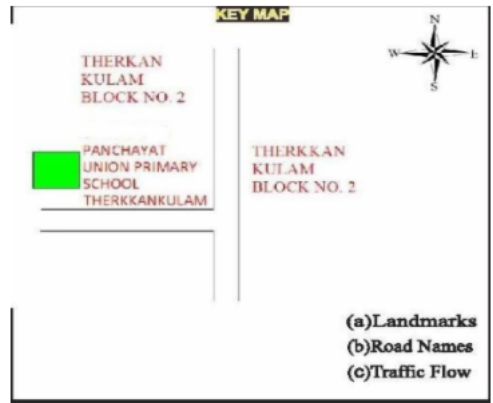 KEY MAP
N
W
E
S
THERKAN
KULAM
BLOCK NO. 2
PANCHAYAT
UNION PRIMARY
SCHOOL
THERKKANKULAM
THERKKAN
KULAM
BLOCK NO. 2
(a)Landmarks
(b)Road Names
(c)Traffic Flow